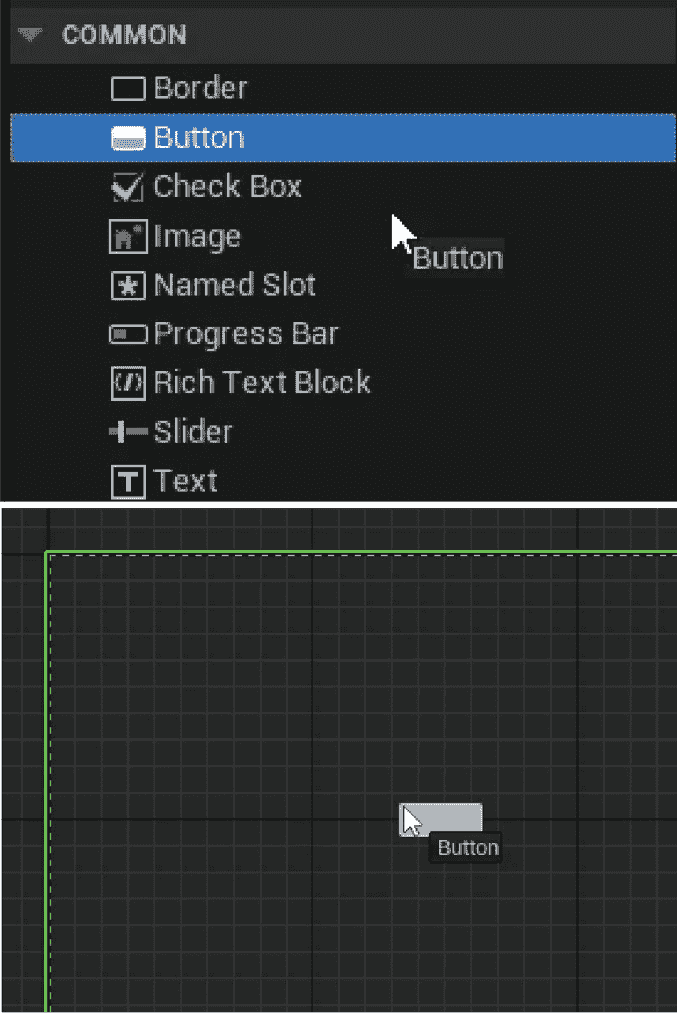 COMMON
Border
Button
Check Box
Image
Button
Named Slot
Progress Bar
Rich Text Block
Slider
Text
Button